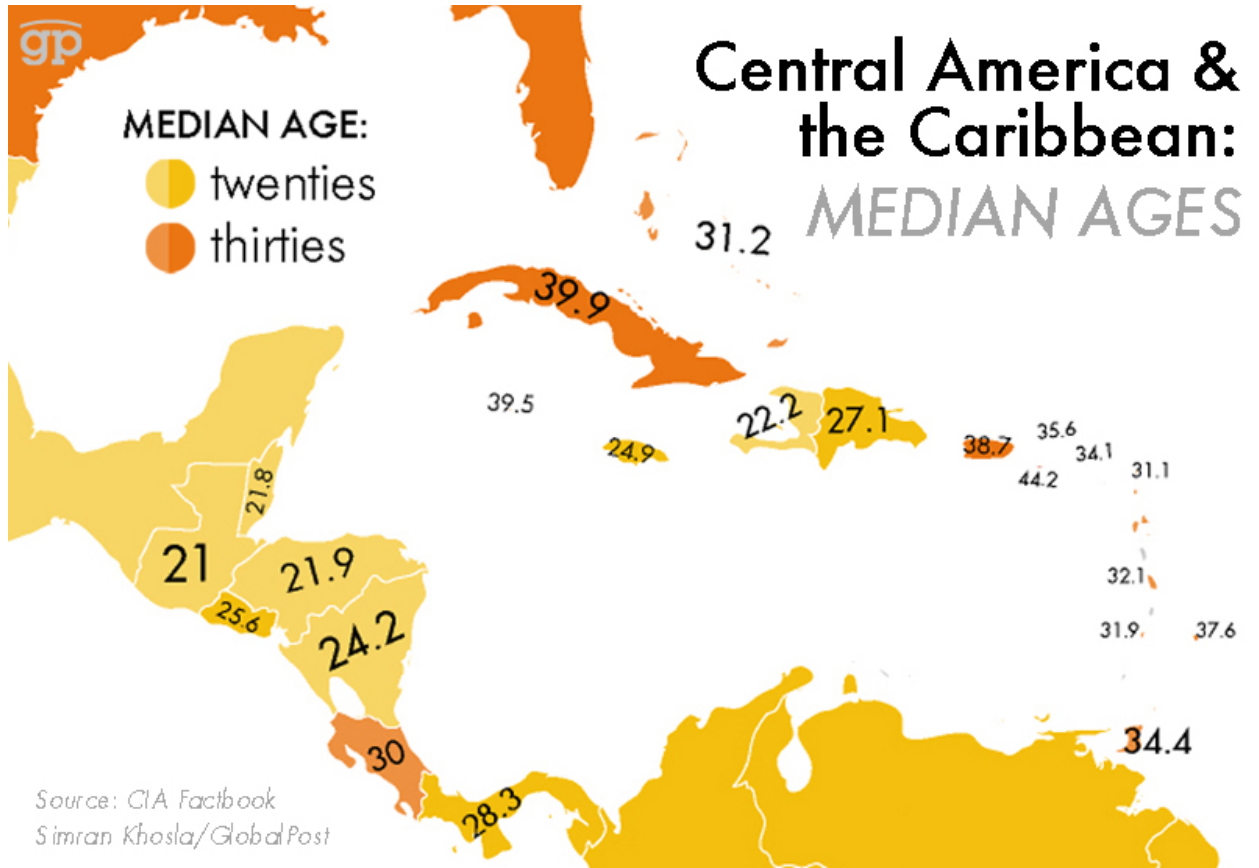 gp
Central America &
the Caribbean:
MEDIAN AGES
MEDIAN AGE:
twenties
thirties
31.2
39.9
39.5
22.2
27.1
24.9
38.7
35.6
34.1
44.2
31.1
21.8
21
21.9
25.6
24.2
32.1
31.9
37.6
30
28.3
34.4
Source: CIA Factbook
Simran Khosla/GlobalPost